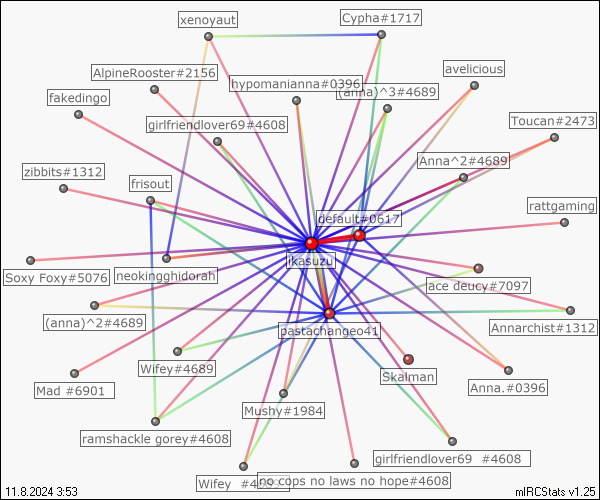 xenoyaut
Cypha#1717
AlpineRooster#2156
avelicious
hypomanianna#0396
fakedingo
(anna)^3#4689
Toucan#2473
girlfriendlover69#4608
Anna^2#4689
zibbits#1312
frisout
rattgaming
default#0617
ikasuzu
Soxy Foxy#5076
neokingghidorah
ace deucy#7097
(anna)^2#4689
pastachangeo41
Annarchist#1312
Wifey#4689
Skalman
Mad #6901
Anna.#0396
Mushy#1984
ramshackle gorey#4608
girlfriendlover69 #4608
Wifey
no cops no laws no hope#4608
11.8.2024 3:53
mIRCStats v1.25